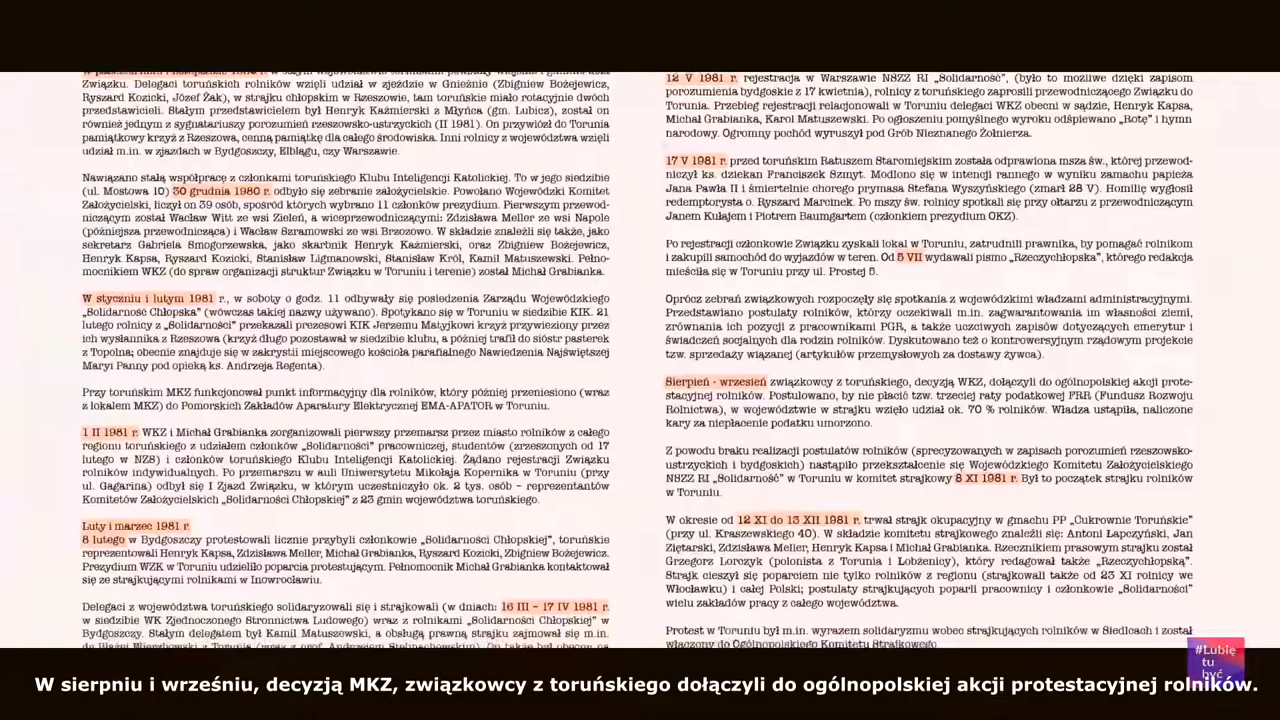 Związku. Delegaci toruńskich rolników wzięli udział w zjeździe w Gnieźnie (Zbigniew Bożejewicz,
Ryszard Kozicki, Józef Żak), w strajku chłopskim w Rzeszowie, tam toruńskie miało rotacyjnie dwóch
przedstawicieli. Stałym przedstawicielem był Henryk Kaźmierski z Młyńca (gm. Lubicz), został on
również jednym z sygnatariuszy porozumień rzeszowsko-ustrzyckich (II 1981). On przywiózł do Torunia
pamiątkowy krzyż z Rzeszowa, cenną pamiątkę dla całego środowiska. Inni rolnicy z województwa wzięli
udział m.in. w zjazdach w Bydgoszczy, Elblągu, czy Warszawie.
Nawiązano stałą współpracę z członkami toruńskiego Klubu Inteligencji Katolickiej. To w jego siedzibie
(ul. Mostowa 10) 30 grudnia 1980 r. odbyło się zebranie założycielskie. Powołano Wojewódzki Komitet
Założycielski, liczył on 39 osób, spośród których wybrano 11 członków prezydium. Pierwszym przewod-
niczącym został Wacław Witt ze wsi Zieleń, a wiceprzewodniczącymi: Zdzisława Meller ze wsi Napole
(późniejsza przewodnicząca) i Wacław Szramowski ze wsi Brzozowo. W składzie znaleźli się także, jako
sekretarz Gabriela Smogorzewska, jako skarbnik Henryk Kaźmierski, oraz Zbigniew Bożejewicz,
Henryk Kapsa, Ryszard Kozicki, Stanisław Ligmanowski, Stanisław Król, Kamil Matuszewski. Pełno-
mocnikiem WKZ (do spraw organizacji struktur Związku w Toruniu i terenie) został Michał Grabianka.
W styczniu i lutym 1981 r., w soboty o godz. 11 odbywały się posiedzenia Zarządu Wojewódzkiego
„Solidarność Chłopska” (wówczas takiej nazwy używano). Spotykano się w Toruniu w siedzibie KIK. 21
lutego rolnicy z „Solidarności” przekazali prezesowi KIK Jerzemu Matyjkowi krzyż przywieziony przez
ich wysłannika z Rzeszowa (krzyż długo pozostawał w siedzibie klubu, a później trafił do sióstr pasterek
z Topolna; obecnie znajduje się w zakrystii miejscowego kościoła parafialnego Nawiedzenia Najświętszej
Maryi Panny pod opieką ks. Andrzeja Regenta).
Przy toruńskim MKZ funkcjonował punkt informacyjny dla rolników, który później przeniesiono (wraz
z lokalem MKZ) do Pomorskich Zakładów Aparatury Elektrycznej EMA-APATOR w Toruniu.
1 II 1981 r. WKZ i Michał Grabianka zorganizowali pierwszy przemarsz przez miasto rolników z całego
regionu toruńskiego z udziałem członków „Solidarności” pracowniczej, studentów (zrzeszonych od 17
lutego w NZS) i członków toruńskiego Klubu Inteligencji Katolickiej. Żądano rejestracji Związku
rolników indywidualnych. Po przemarszu w auli Uniwersytetu Mikołaja Kopernika w Toruniu (przy
ul. Gagarina) odbył się I Zjazd Związku, w którym uczestniczyło ok. 2 tys. osób – reprezentantów
Komitetów Założycielskich „Solidarności Chłopskiej” z 23 gmin województwa toruńskiego.
Luty i marzec 1981 r.
8 lutego w Bydgoszczy protestowali licznie przybyli członkowie „Solidarności Chłopskiej”, toruńskie
reprezentowali Henryk Kapsa, Zdzisława Meller, Michał Grabianka, Ryszard Kozicki, Zbigniew Bożejewicz.
Prezydium WZK w Toruniu udzieliło poparcia protestującym. Pełnomocnik Michał Grabianka kontaktował
się ze strajkującymi rolnikami w Inowrocławiu.
Delegaci z województwa toruńskiego solidaryzowali się i strajkowali (w dniach: 16 III – 17 IV 1981 r.
w siedzibie WK Zjednoczonego Stronnictwa Ludowego) wraz z rolnikami „Solidarności Chłopskiej” w
Bydgoszczy. Stałym delegatem był Kamil Matuszewski, a obsługą prawną strajku zajmował się m.in.
12 V 1981 r. rejestracja w Warszawie NSZZ RI „Solidarność”, (było to możliwe dzięki zapisom
porozumienia bydgoskie z 17 kwietnia), rolnicy z toruńskiego zaprosili przewodniczącego Związku do
Torunia. Przebieg rejestracji relacjonowali w Toruniu delegaci WKZ obecni w sądzie, Henryk Kapsa,
Michał Grabianka, Karol Matuszewski. Po ogłoszeniu pomyślnego wyroku odśpiewano „Rotę” i hymn
narodowy. Ogromny pochód wyruszył pod Grób Nieznanego Żołnierza.
17 V 1981 r. przed toruńskim Ratuszem Staromiejskim została odprawiona msza św., której przewod-
niczył ks. dziekan Franciszek Szmyt. Modlono się w intencji rannego w wyniku zamachu papieża
Jana Pawła II i śmiertelnie chorego prymasa Stefana Wyszyńskiego (zmarł 28 V). Homilię wygłosił
redemptorysta o. Ryszard Marcinek. Po mszy św. rolnicy spotkali się przy ołtarzu z przewodniczącym
Janem Kułajem i Piotrem Baumgartem (członkiem prezydium OKZ).
Po rejestracji członkowie Związku zyskali lokal w Toruniu, zatrudnili prawnika, by pomagać rolnikom
i zakupili samochód do wyjazdów w teren. Od 5 VII wydawali pismo „Rzeczychłopska”, którego redakcja
mieściła się w Toruniu przy ul. Prostej 5.
Oprócz zebrań związkowych rozpoczęły się spotkania z wojewódzkimi władzami administracyjnymi.
Przedstawiano postulaty rolników, którzy oczekiwali m.in. zagwarantowania im własności ziemi,
zrównania ich pozycji z pracownikami PGR, a także uczciwych zapisów dotyczących emerytur i
świadczeń socjalnych dla rodzin rolników. Dyskutowano też o kontrowersyjnym rządowym projekcie
tzw. sprzedaży wiązanej (artykułów przemysłowych za dostawy żywca).
Sierpień - wrzesień związkowcy z toruńskiego, decyzją WKZ, dołączyli do ogólnopolskiej akcji prote-
stacyjnej rolników. Postulowano, by nie płacić tzw. trzeciej raty podatkowej FRR (Fundusz Rozwoju
Rolnictwa), w województwie w strajku wzięło udział ok. 70 % rolników. Władza ustąpiła, naliczone
kary za niepłacenie podatku umorzono.
Z powodu braku realizacji postulatów rolników (sprecyzowanych w zapisach porozumień rzeszowsko-
ustrzyckich i bydgoskich) nastąpiło przekształcenie się Wojewódzkiego Komitetu Założycielskiego
NSZZ RI „Solidarność” w Toruniu w komitet strajkowy 8 XI 1981 r. Był to początek strajku rolników
w Toruniu.
W okresie od 12 XI do 13 XII 1981 r. trwał strajk okupacyjny w gmachu PP „Cukrownie Toruńskie”
(przy ul. Kraszewskiego 40). W składzie komitetu strajkowego znaleźli się: Antoni Łapczyński, Jan
Ziętarski, Zdzisława Meller, Henryk Kapsa i Michał Grabianka. Rzecznikiem prasowym strajku został
Grzegorz Lorczyk (polonista z Torunia i Łobżenicy), który redagował także „Rzeczychłopską”.
Strajk cieszył się poparciem nie tylko rolników z regionu (strajkowali także od 23 XI rolnicy we
Włocławku) i całej Polski; postulaty strajkujących poparli pracownicy i członkowie „Solidarności”
wielu zakładów pracy z całego województwa.
Protest w Toruniu był m.in. wyrazem solidaryzmu wobec strajkujących rolników w Siedlcach i został
włączony do Ogólnopolskiego Komitetu Strajkowego
#Lubię
tu
być
W sierpniu i wrześniu, decyzją MKZ, związkowcy z toruńskiego dołączyli do ogólnopolskiej akcji protestacyjnej rolników.